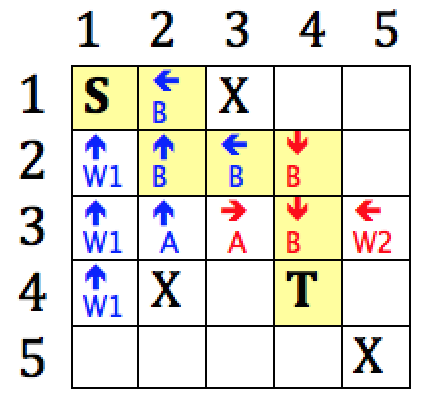 1 2 3 4 5
1 S ← B X
2 ↑ W1 ↑ B ← B ↓ B
3 ↑ W1 ↑ A → A ↓ B ← W2
4 ↑ W1 X T
5 X